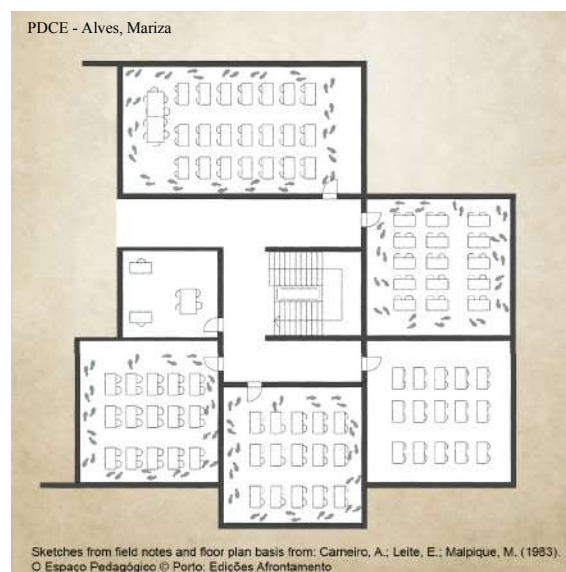 PDCE - Alves, Mariza
Sketches from field notes and floor plan basis from: Carneiro, A.; Leite, E.; Malpique, M. (1983).
O Espaço Pedagógico © Porto: Edições Afrontamento